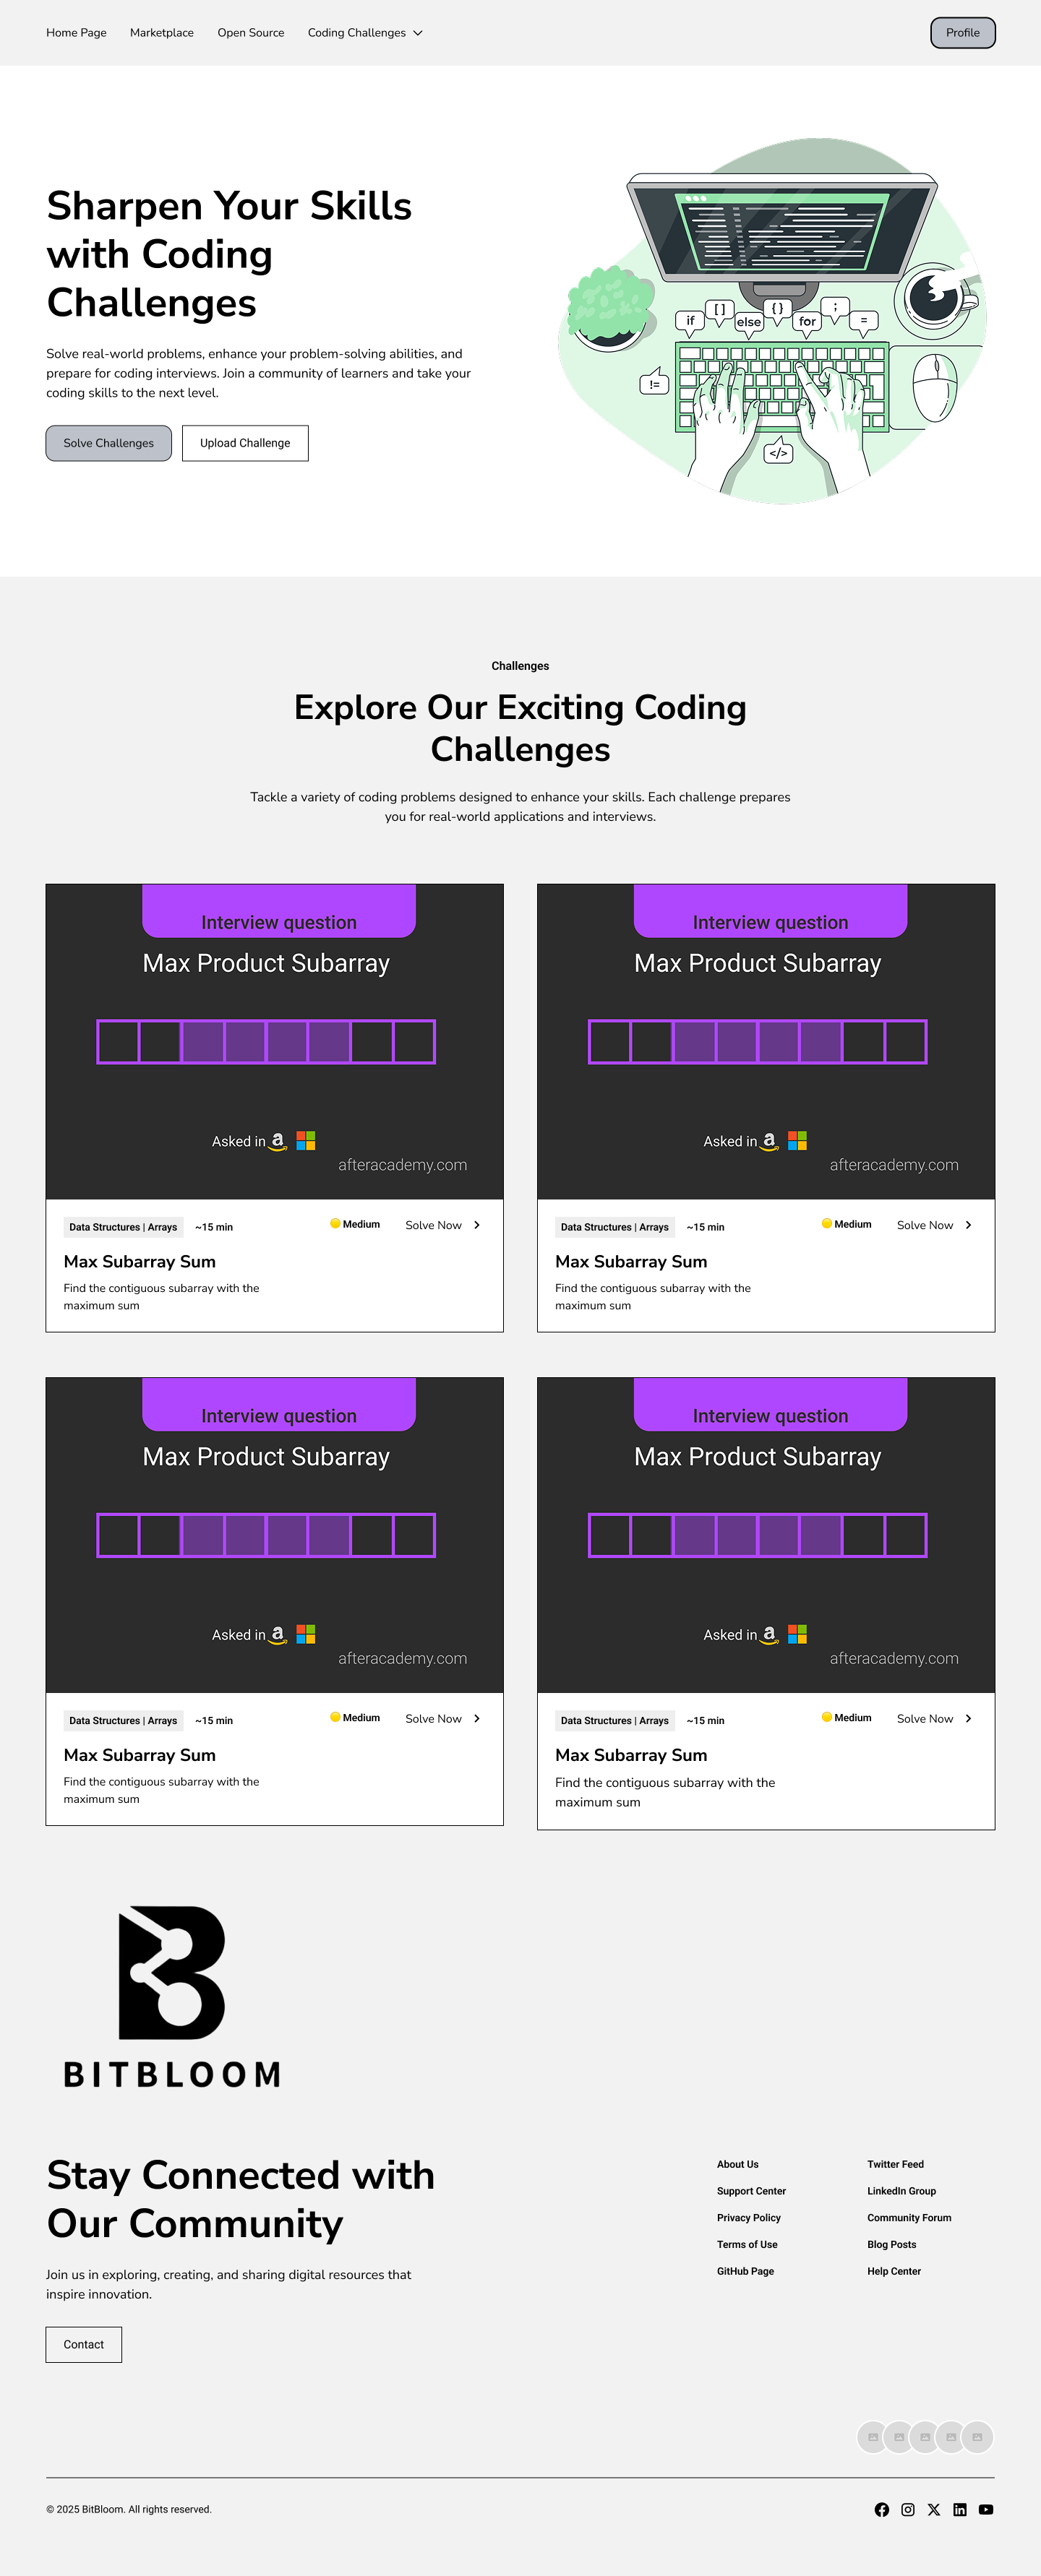 Home Page
Marketplace
Open Source
Coding Challenges
Profile
Sharpen Your Skills
with Coding
Challenges
Solve real-world problems, enhance your problem-solving abilities, and
prepare for coding interviews. Join a community of learners and take your
coding skills to the next level.
Solve Challenges
Upload Challenge
if
[ ]
else
{ }
for
;
=
!=
</>
Challenges
Explore Our Exciting Coding
Challenges
Tackle a variety of coding problems designed to enhance your skills. Each challenge prepares
you for real-world applications and interviews.
Interview question
Max Product Subarray
Asked in
afteracademy.com
Data Structures | Arrays
~15 min
Medium
Solve Now
Max Subarray Sum
Find the contiguous subarray with the
maximum sum
Interview question
Max Product Subarray
Asked in
afteracademy.com
Data Structures | Arrays
~15 min
Medium
Solve Now
Max Subarray Sum
Find the contiguous subarray with the
maximum sum
Interview question
Max Product Subarray
Asked in
afteracademy.com
Data Structures | Arrays
~15 min
Medium
Solve Now
Max Subarray Sum
Find the contiguous subarray with the
maximum sum
Interview question
Max Product Subarray
Asked in
afteracademy.com
Data Structures | Arrays
~15 min
Medium
Solve Now
Max Subarray Sum
Find the contiguous subarray with the
maximum sum
BITBLOOM
Stay Connected with
Our Community
Join us in exploring, creating, and sharing digital resources that
inspire innovation.
Contact
About Us
Support Center
Privacy Policy
Terms of Use
GitHub Page
Twitter Feed
LinkedIn Group
Community Forum
Blog Posts
Help Center
© 2025 BitBloom. All rights reserved.